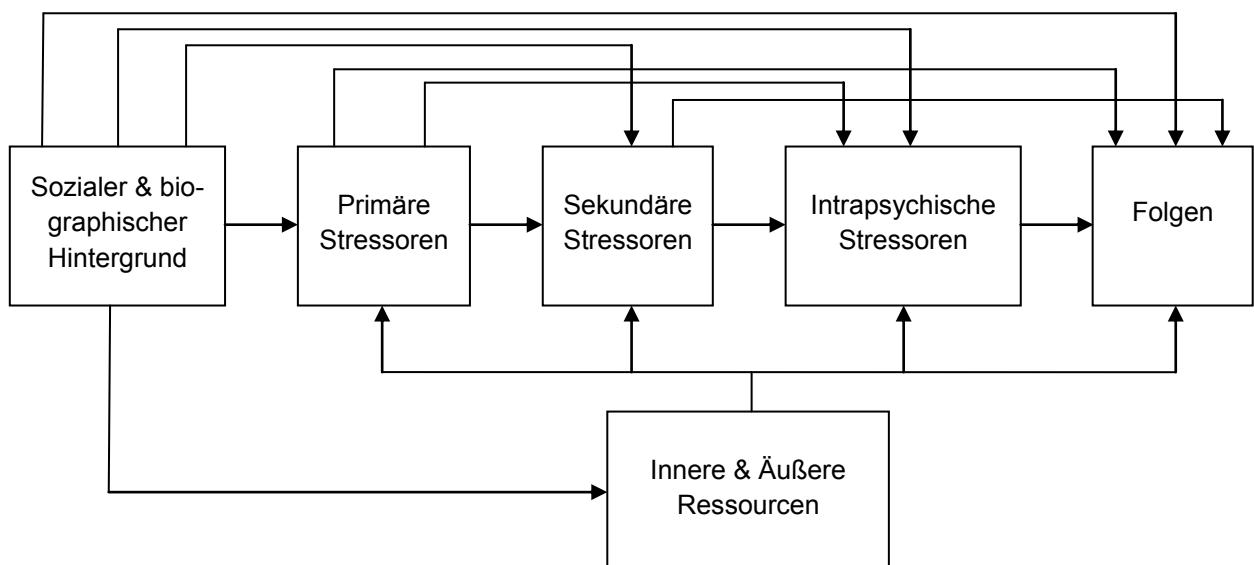 Sozialer & bio-
graphischer
Hintergrund
Primäre
Stressoren
Sekundäre
Stressoren
Intrapsychische
Stressoren
Folgen
Innere & Äußere
Ressourcen